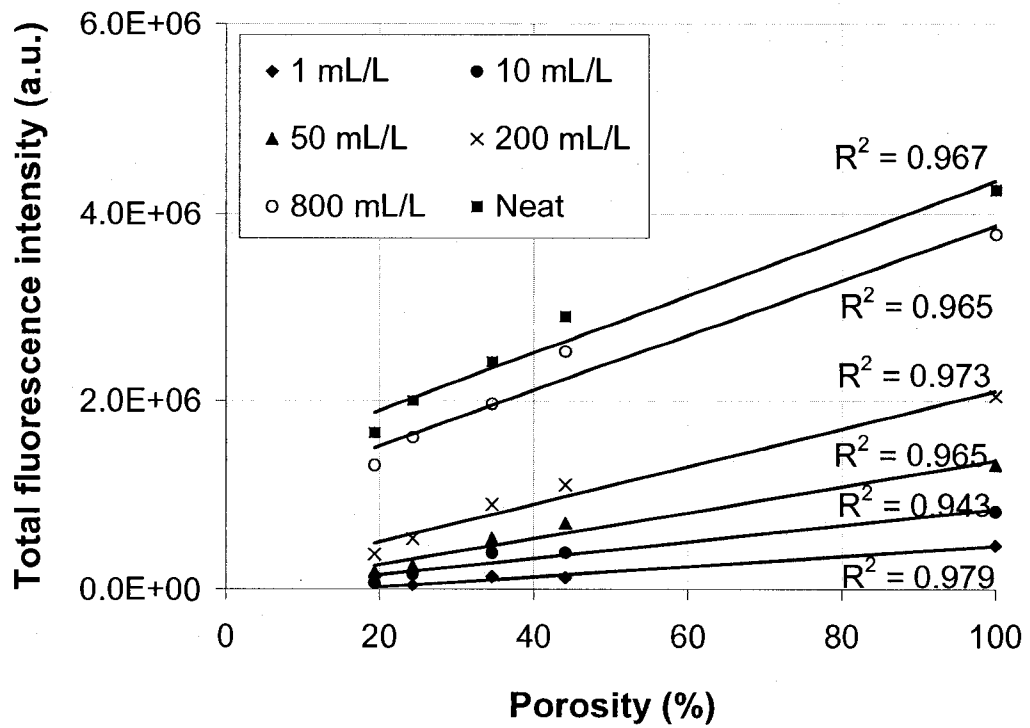 Total fluorescence intensity (a.u.)
6.0E+06
4.0E+06
2.0E+06
0.0E+00
1 mL/L
10 mL/L
50 mL/L
200 mL/L
800 mL/L
Neat
R² = 0.967
R² = 0.965
R² = 0.973
R² = 0.965
R² = 0.943
R² = 0.979
0
20
40
60
80
100
Porosity (%)